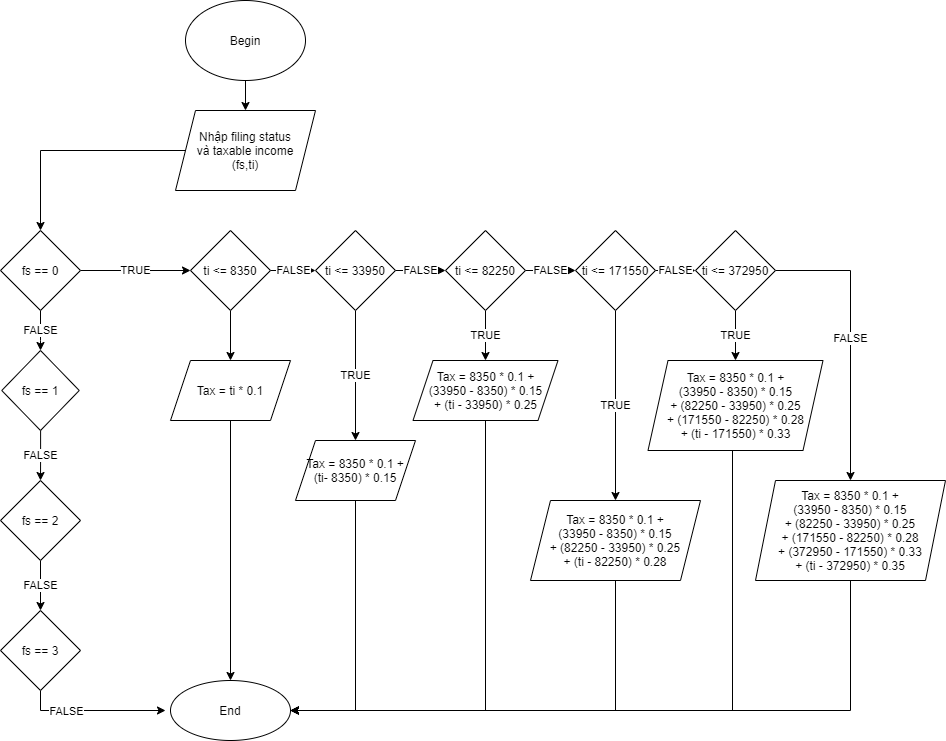 Begin
Nhập filing status
và taxable income
(fs,ti)
fs == 0
TRUE
ti <= 8350
FALSE
ti <= 33950
FALSE
ti <= 82250
FALSE
ti <= 171550
FALSE
ti <= 372950
FALSE
TRUE
TRUE
FALSE
fs == 1
Tax = ti * 0.1
TRUE
Tax = 8350 * 0.1 +
(33950 - 8350) * 0.15
+ (ti - 33950) * 0.25
TRUE
Tax = 8350 * 0.1 +
(33950 - 8350) * 0.15
+ (82250 - 33950) * 0.25
+ (171550 - 82250) * 0.28
+ (ti - 171550) * 0.33
FALSE
Tax = 8350 * 0.1 +
(ti- 8350) * 0.15
fs == 2
Tax = 8350 * 0.1 +
(33950 - 8350) * 0.15
+ (82250 - 33950) * 0.25
+ (ti - 82250) * 0.28
Tax = 8350 * 0.1 +
(33950 - 8350) * 0.15
+ (82250 - 33950) * 0.25
+ (171550 - 82250) * 0.28
+ (372950 - 171550) * 0.33
+ (ti - 372950) * 0.35
FALSE
fs == 3
FALSE
End